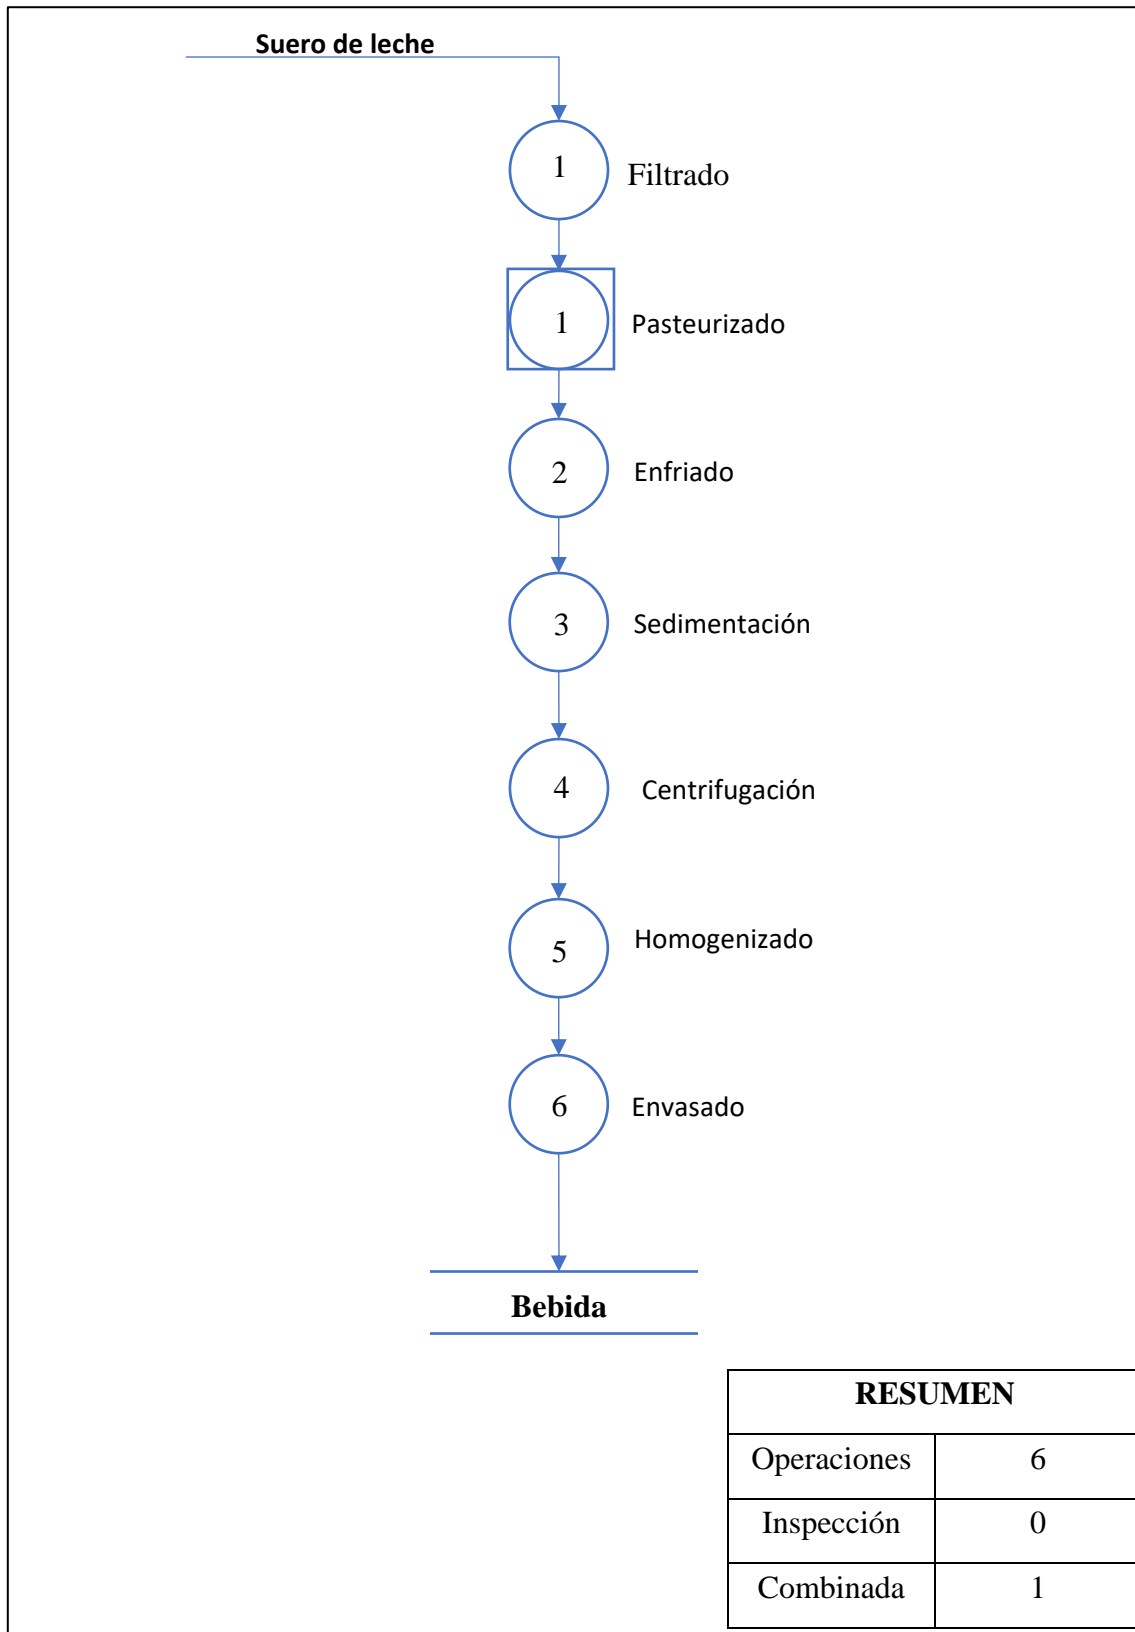 Suero de leche
1 Filtrado
1 Pasteurizado
2 Enfriado
3 Sedimentación
4 Centrifugación
5 Homogenizado
6 Envasado
Bebida
RESUMEN
Operaciones 6
Inspección 0
Combinada 1